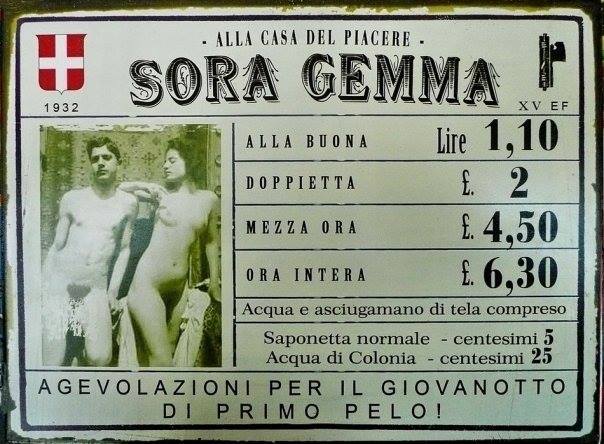 - ALLA CASA DEL PIACERE -
SORA GEMMA
1932
XV EF
ALLA BUONA Lire 1,10
DOPPIETTA £. 2
MEZZA ORA £. 4,50
ORA INTERA £. 6,30
Acqua e asciugamano di tela compreso
Saponetta normale - centesimi 5
Acqua di Colonia - centesimi 25
AGEVOLAZIONI PER IL GIOVANOTTO
DI PRIMO PELO!